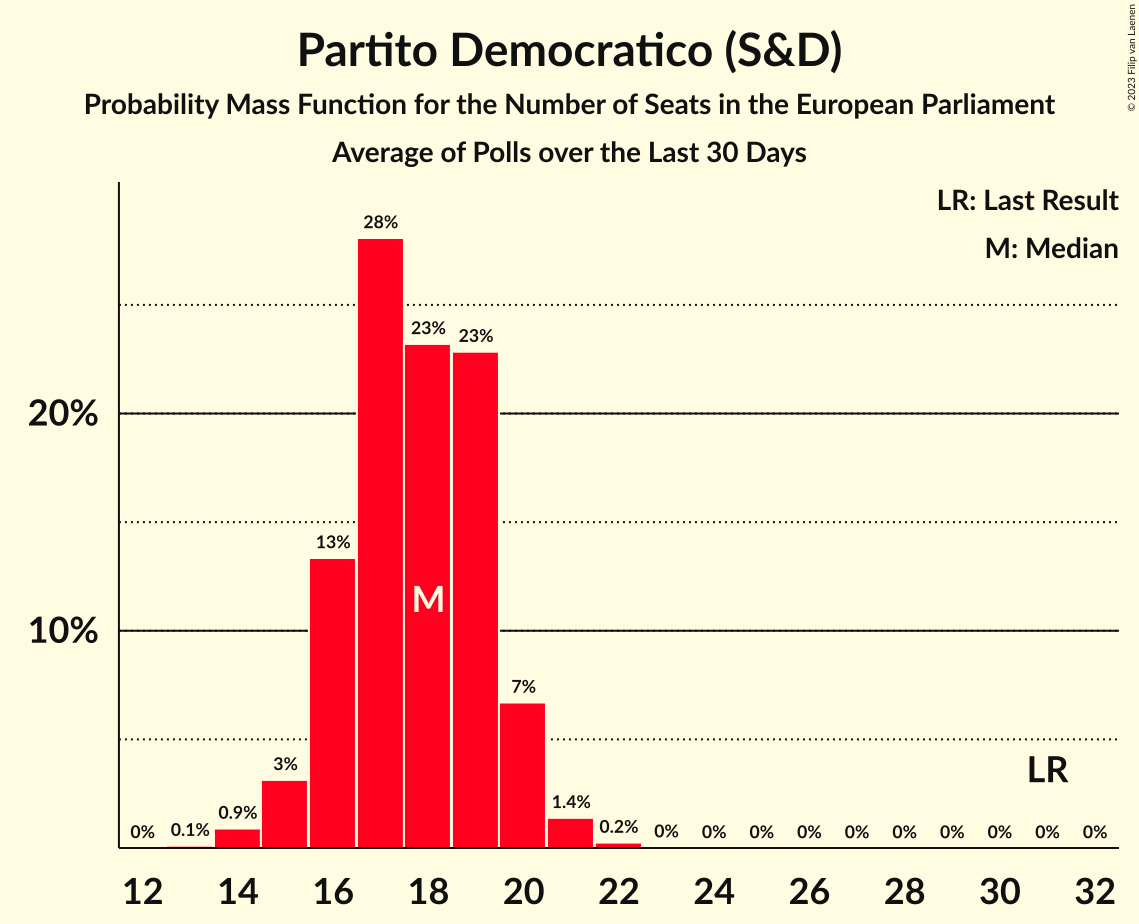 Partito Democratico (S&D)
Probability Mass Function for the Number of Seats in the European Parliament
Average of Polls over the Last 30 Days
© 2023 Filip van Laenen
LR: Last Result
M: Median
28%
23%
23%
20%
13%
M
10%
7%
3%
LR
1.4%
0.9%
0.2%
0% 0.1% 0% 0% 0% 0% 0% 0% 0% 0% 0% 0%
12 14 16 18 20 22 24 26 28 30 32